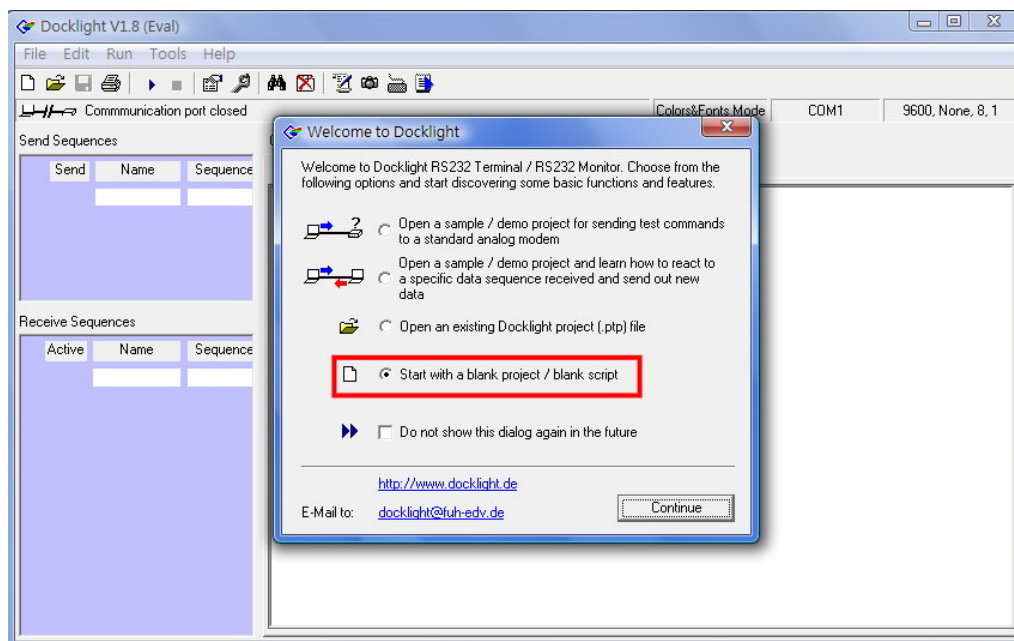 Docklight V1.8 (Eval)
File Edit Run Tools Help
Commmunication port closed
Colors&Fonts Mode
COM1
9600, None, 8, 1
Send Sequences
Send Name Sequence
Receive Sequences
Active Name Sequence
Welcome to Docklight
Welcome to Docklight RS232 Terminal / RS232 Monitor. Choose from the
following options and start discovering some basic functions and features.
Open a sample / demo project for sending test commands
to a standard analog modem
Open a sample / demo project and learn how to react to
a specific data sequence received and send out new
data
Open an existing Docklight project (.ptp) file
Start with a blank project / blank script
Do not show this dialog again in the future
http://www.docklight.de
E-Mail to: docklight@fuh-edv.de
Continue